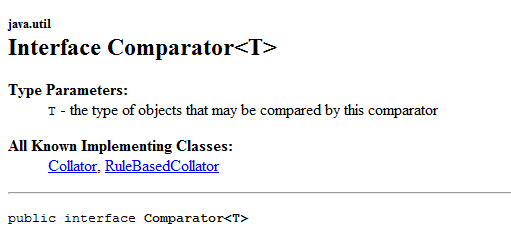 java.util
Interface Comparator<T>
Type Parameters:
T - the type of objects that may be compared by this comparator
All Known Implementing Classes:
Collator, RuleBasedCollator
public interface Comparator<T>